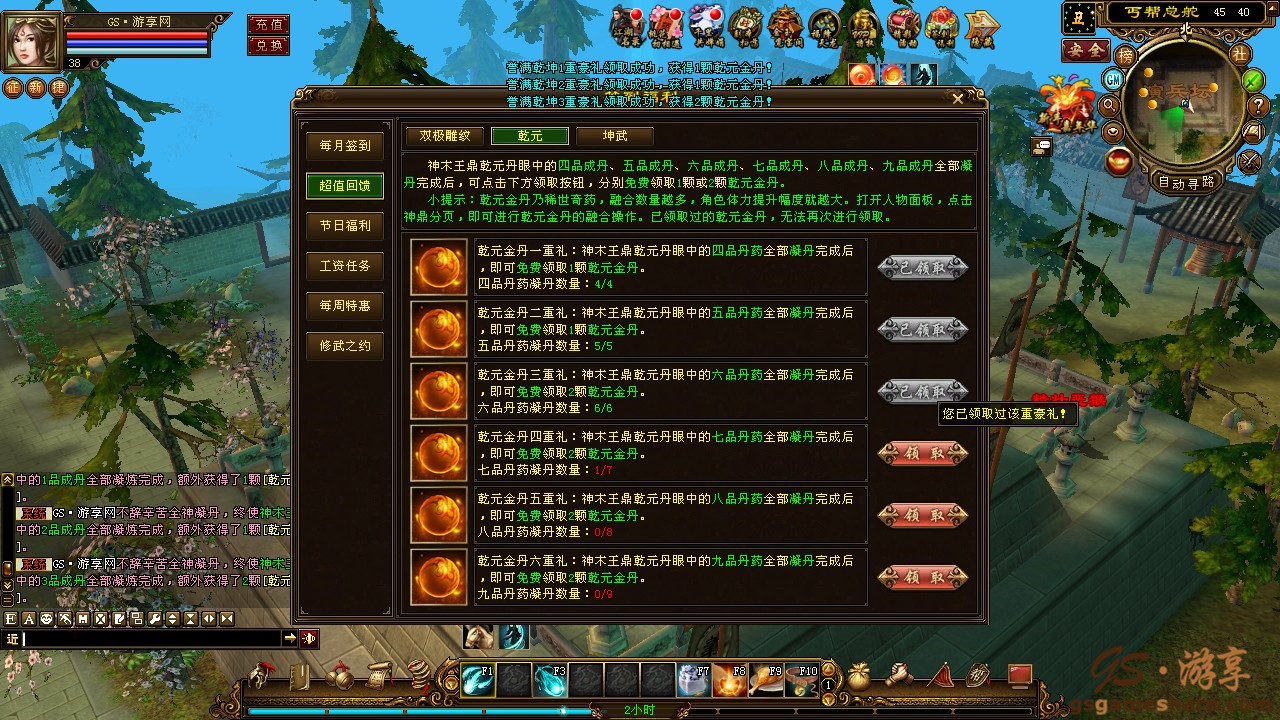 GS·游享网
38
充值
兑换
征
新
建
誉满乾坤1重豪礼领取成功，获得1颗乾元金丹！
誉满乾坤2重豪礼领取成功，获得1颗乾元金丹！
誉满乾坤3重豪礼领取成功，获得2颗乾元金丹！
丐帮总舵 45 40
北
丑
安全
榜
社
GM
演兵坛
自动寻路
每月签到
超值回馈
节日福利
工资任务
每周特惠
修武之约
双极雕纹
乾元
坤武
神木王鼎乾元丹眼中的四品成丹、五品成丹、六品成丹、七品成丹、八品成丹、九品成丹全部凝
丹完成后，可点击下方领取按钮，分别免费领取1颗或2颗乾元金丹。
小提示：乾元金丹乃稀世奇药，融合数量越多，角色体力提升幅度就越大。打开人物面板，点击
神鼎分页，即可进行乾元金丹的融合操作。已领取过的乾元金丹，无法再次进行领取。
乾元金丹一重礼：神木王鼎乾元丹眼中的四品丹药全部凝丹完成后
，即可免费领取1颗乾元金丹。
四品丹药凝丹数量：4/4
已领取
乾元金丹二重礼：神木王鼎乾元丹眼中的五品丹药全部凝丹完成后
，即可免费领取1颗乾元金丹。
五品丹药凝丹数量：5/5
已领取
乾元金丹三重礼：神木王鼎乾元丹眼中的六品丹药全部凝丹完成后
，即可免费领取2颗乾元金丹。
六品丹药凝丹数量：6/6
已领取
您已领取过该重豪礼！
乾元金丹四重礼：神木王鼎乾元丹眼中的七品丹药全部凝丹完成后
，即可免费领取2颗乾元金丹。
七品丹药凝丹数量：1/7
领取
乾元金丹五重礼：神木王鼎乾元丹眼中的八品丹药全部凝丹完成后
，即可免费领取2颗乾元金丹。
八品丹药凝丹数量：0/8
领取
乾元金丹六重礼：神木王鼎乾元丹眼中的九品丹药全部凝丹完成后
，即可免费领取2颗乾元金丹。
九品丹药凝丹数量：0/9
领取
中的1品成丹全部凝炼完成，额外获得了1颗[乾元
]。
系统 GS·游享网不辞辛苦全神凝丹，终使神木王
中的2品成丹全部凝炼完成，额外获得了1颗[乾元
]。
系统 GS·游享网不辞辛苦全神凝丹，终使神木王
中的3品成丹全部凝炼完成，额外获得了2颗[乾元
]。
近
F1
F3
F7
F8
F9
F10
2小时
GS·游享